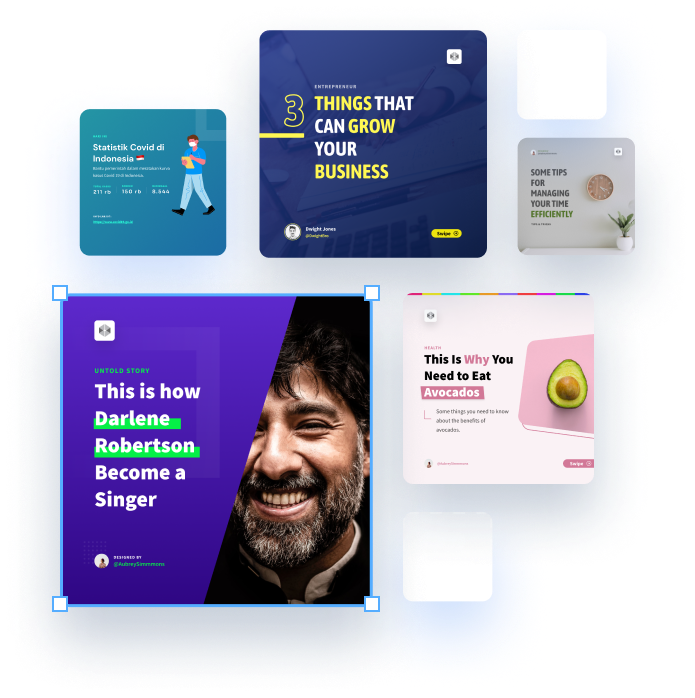 ENTREPRENEUR
3
THINGS THAT
CAN GROW
YOUR
BUSINESS
Dwight Jones
@Dwightflex
Swipe
Statistik Covid di
Indonesia
211 rb
150 rb
8.544
SOME TIPS
FOR
MANAGING
YOUR TIME
EFFICIENTLY
UNTOLD STORY
This is how
Darlene
Robertson
Become a
Singer
DESIGNED BY
@AubreySimmmons
HEALTH
This Is Why You
Need to Eat
Avocados
Some things you need to know
about the benefits of
avocados.
Swipe